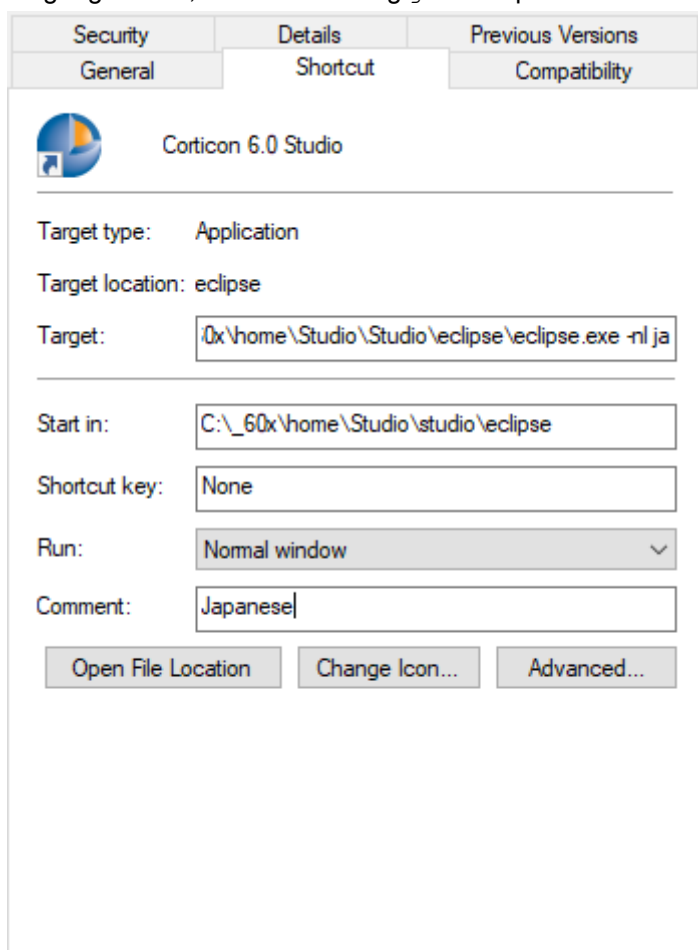 Security Details Previous Versions
General Shortcut Compatibility
Corticon 6.0 Studio
Target type: Application
Target location: eclipse
Target: 0x\home\Studio\Studio\eclipse\eclipse.exe -nl ja
Start in: C:\_60x\home\Studio\studio\eclipse
Shortcut key: None
Run: Normal window
Comment: Japanese
Open File Location Change Icon... Advanced...